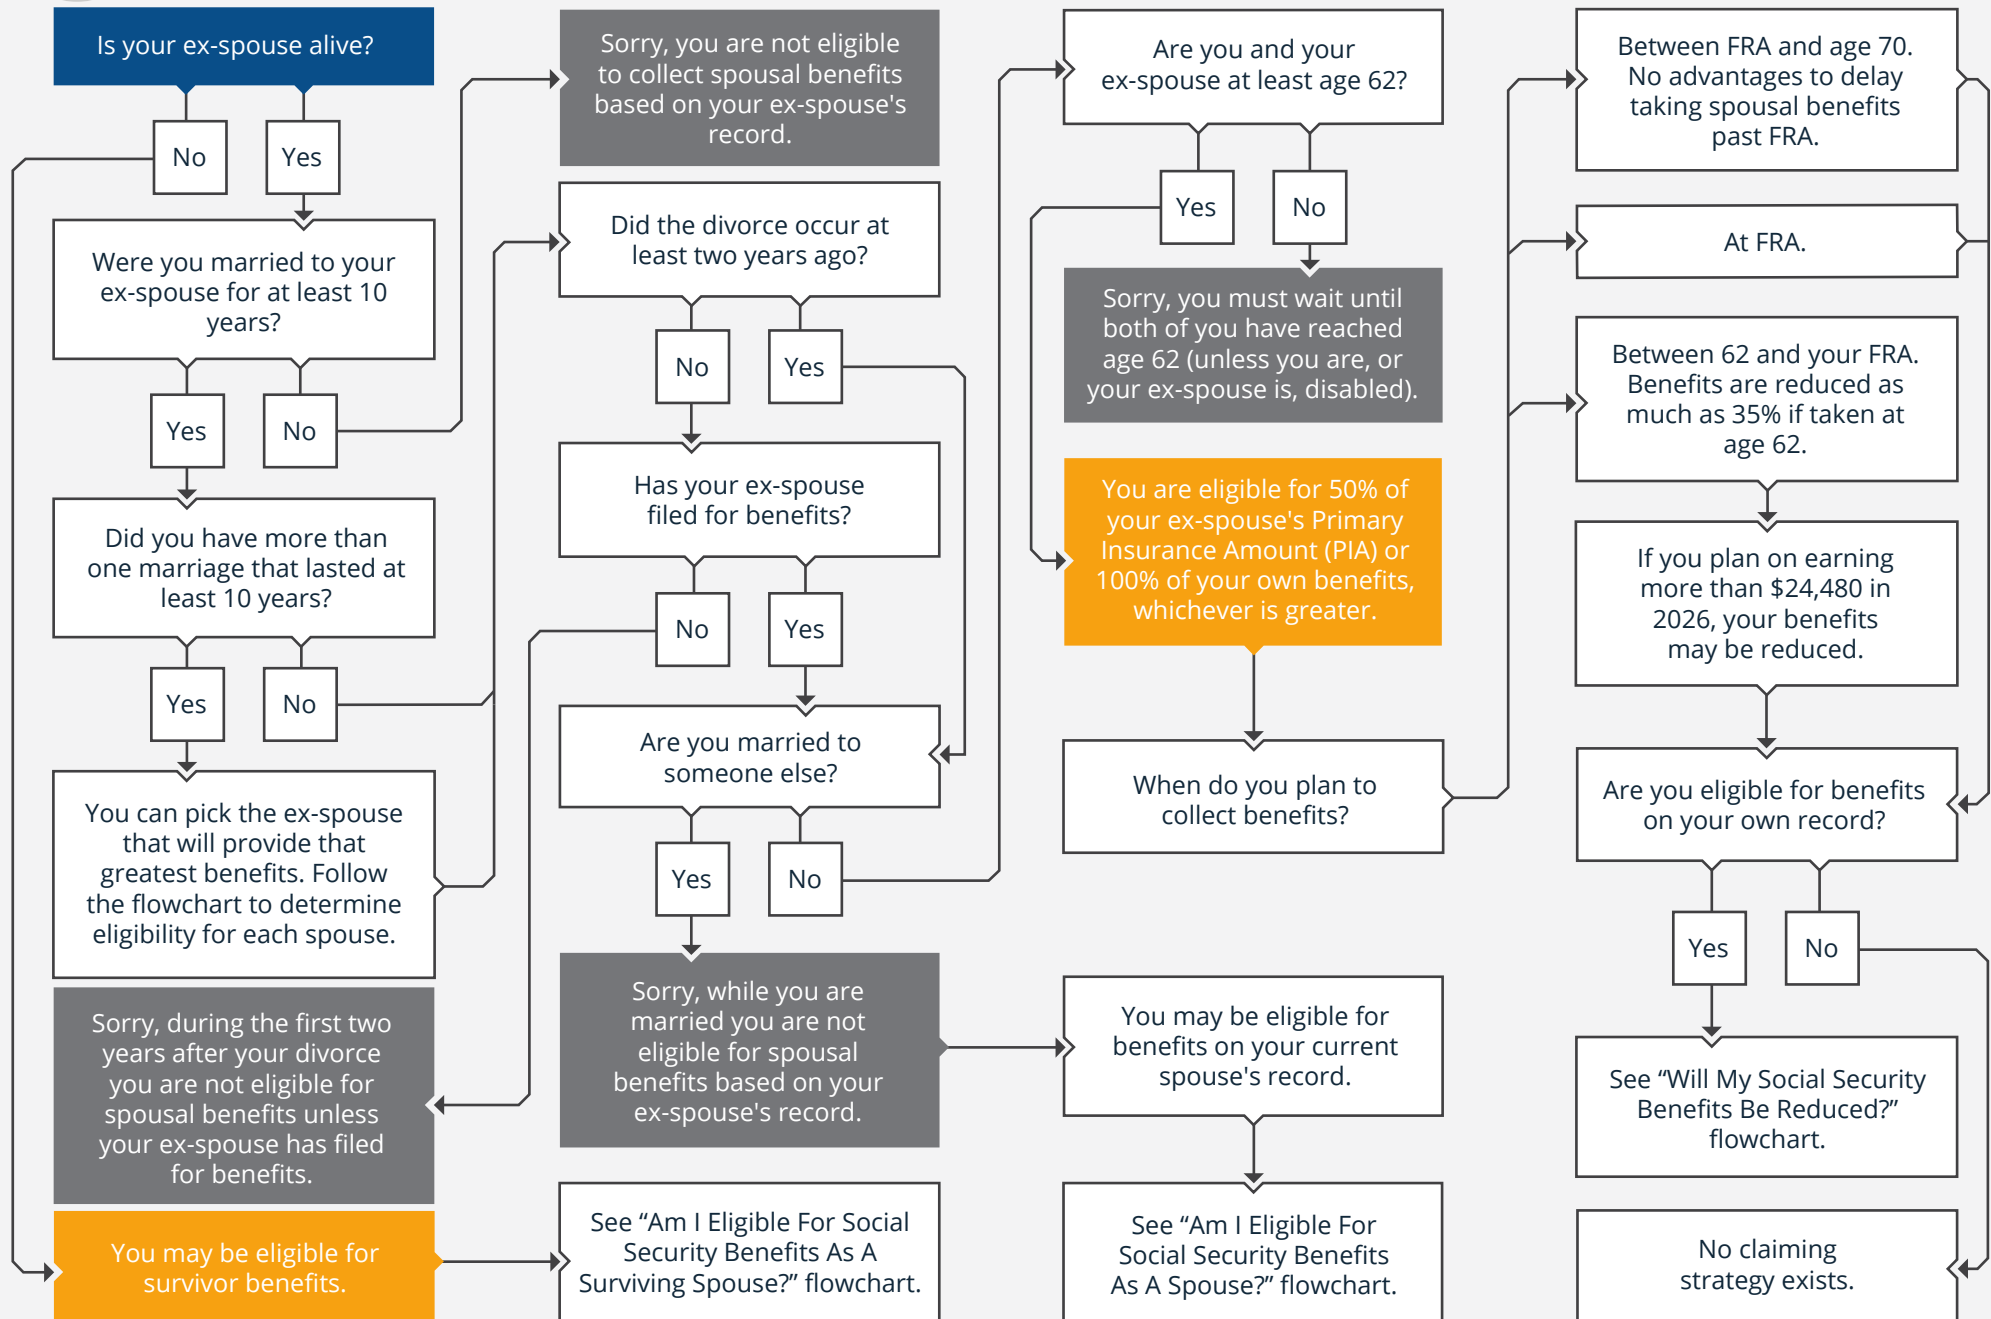 Is your ex-spouse alive?
No
Yes
Were you married to your
ex-spouse for at least 10
years?
Yes
No
Did you have more than
one marriage that lasted at
least 10 years?
Yes
No
You can pick the ex-spouse
that will provide that
greatest benefits. Follow
the flowchart to determine
eligibility for each spouse.
Sorry, during the first two
years after your divorce
you are not eligible for
spousal benefits unless
your ex-spouse has filed
for benefits.
You may be eligible for
survivor benefits.
Sorry, you are not eligible
to collect spousal benefits
based on your ex-spouse's
record.
Did the divorce occur at
least two years ago?
No
Yes
Has your ex-spouse
filed for benefits?
No
Yes
Are you married to
someone else?
Yes
No
Sorry, while you are
married you are not
eligible for spousal
benefits based on your
ex-spouse's record.
See “Am I Eligible For Social
Security Benefits As A
Surviving Spouse?” flowchart.
Are you and your
ex-spouse at least age 62?
Yes
No
Sorry, you must wait until
both of you have reached
age 62 (unless you are, or
your ex-spouse is, disabled).
You are eligible for 50% of
your ex-spouse's Primary
Insurance Amount (PIA) or
100% of your own benefits,
whichever is greater.
When do you plan to
collect benefits?
You may be eligible for
benefits on your current
spouse's record.
See “Am I Eligible For
Social Security Benefits
As A Spouse?” flowchart.
Between FRA and age 70.
No advantages to delay
taking spousal benefits
past FRA.
At FRA.
Between 62 and your FRA.
Benefits are reduced as
much as 35% if taken at
age 62.
If you plan on earning
more than $24,480 in
2026, your benefits
may be reduced.
Are you eligible for benefits
on your own record?
Yes
No
See “Will My Social Security
Benefits Be Reduced?”
flowchart.
No claiming
strategy exists.